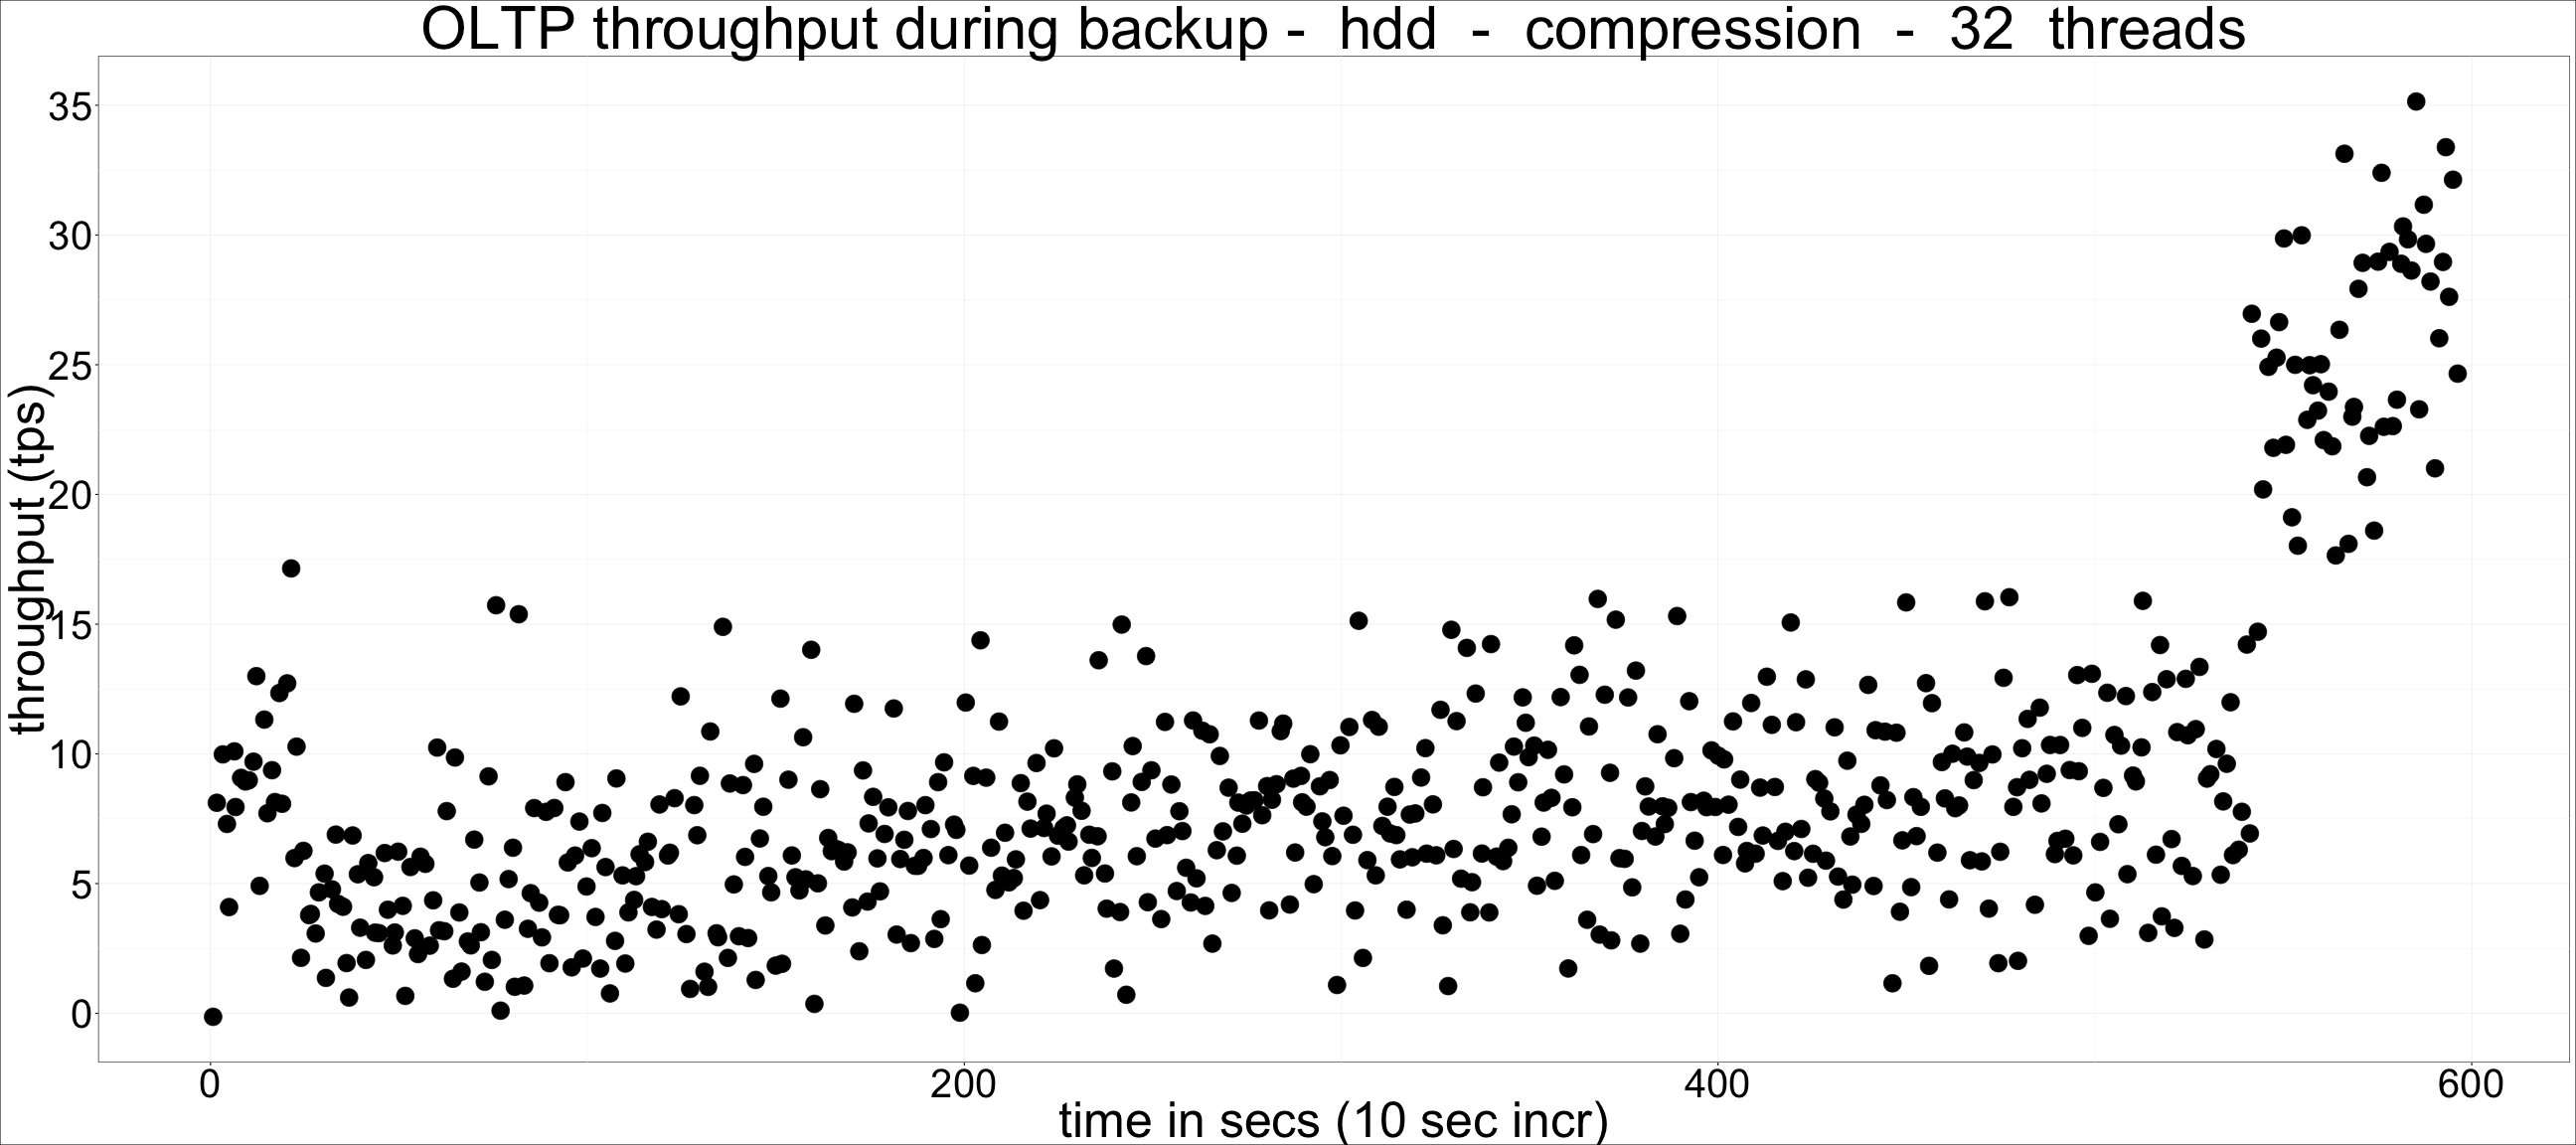 OLTP throughput during backup - hdd - compression - 32 threads
throughput (tps)
35
30
25
20
15
10
5
0
0 200 400 600
time in secs (10 sec incr)